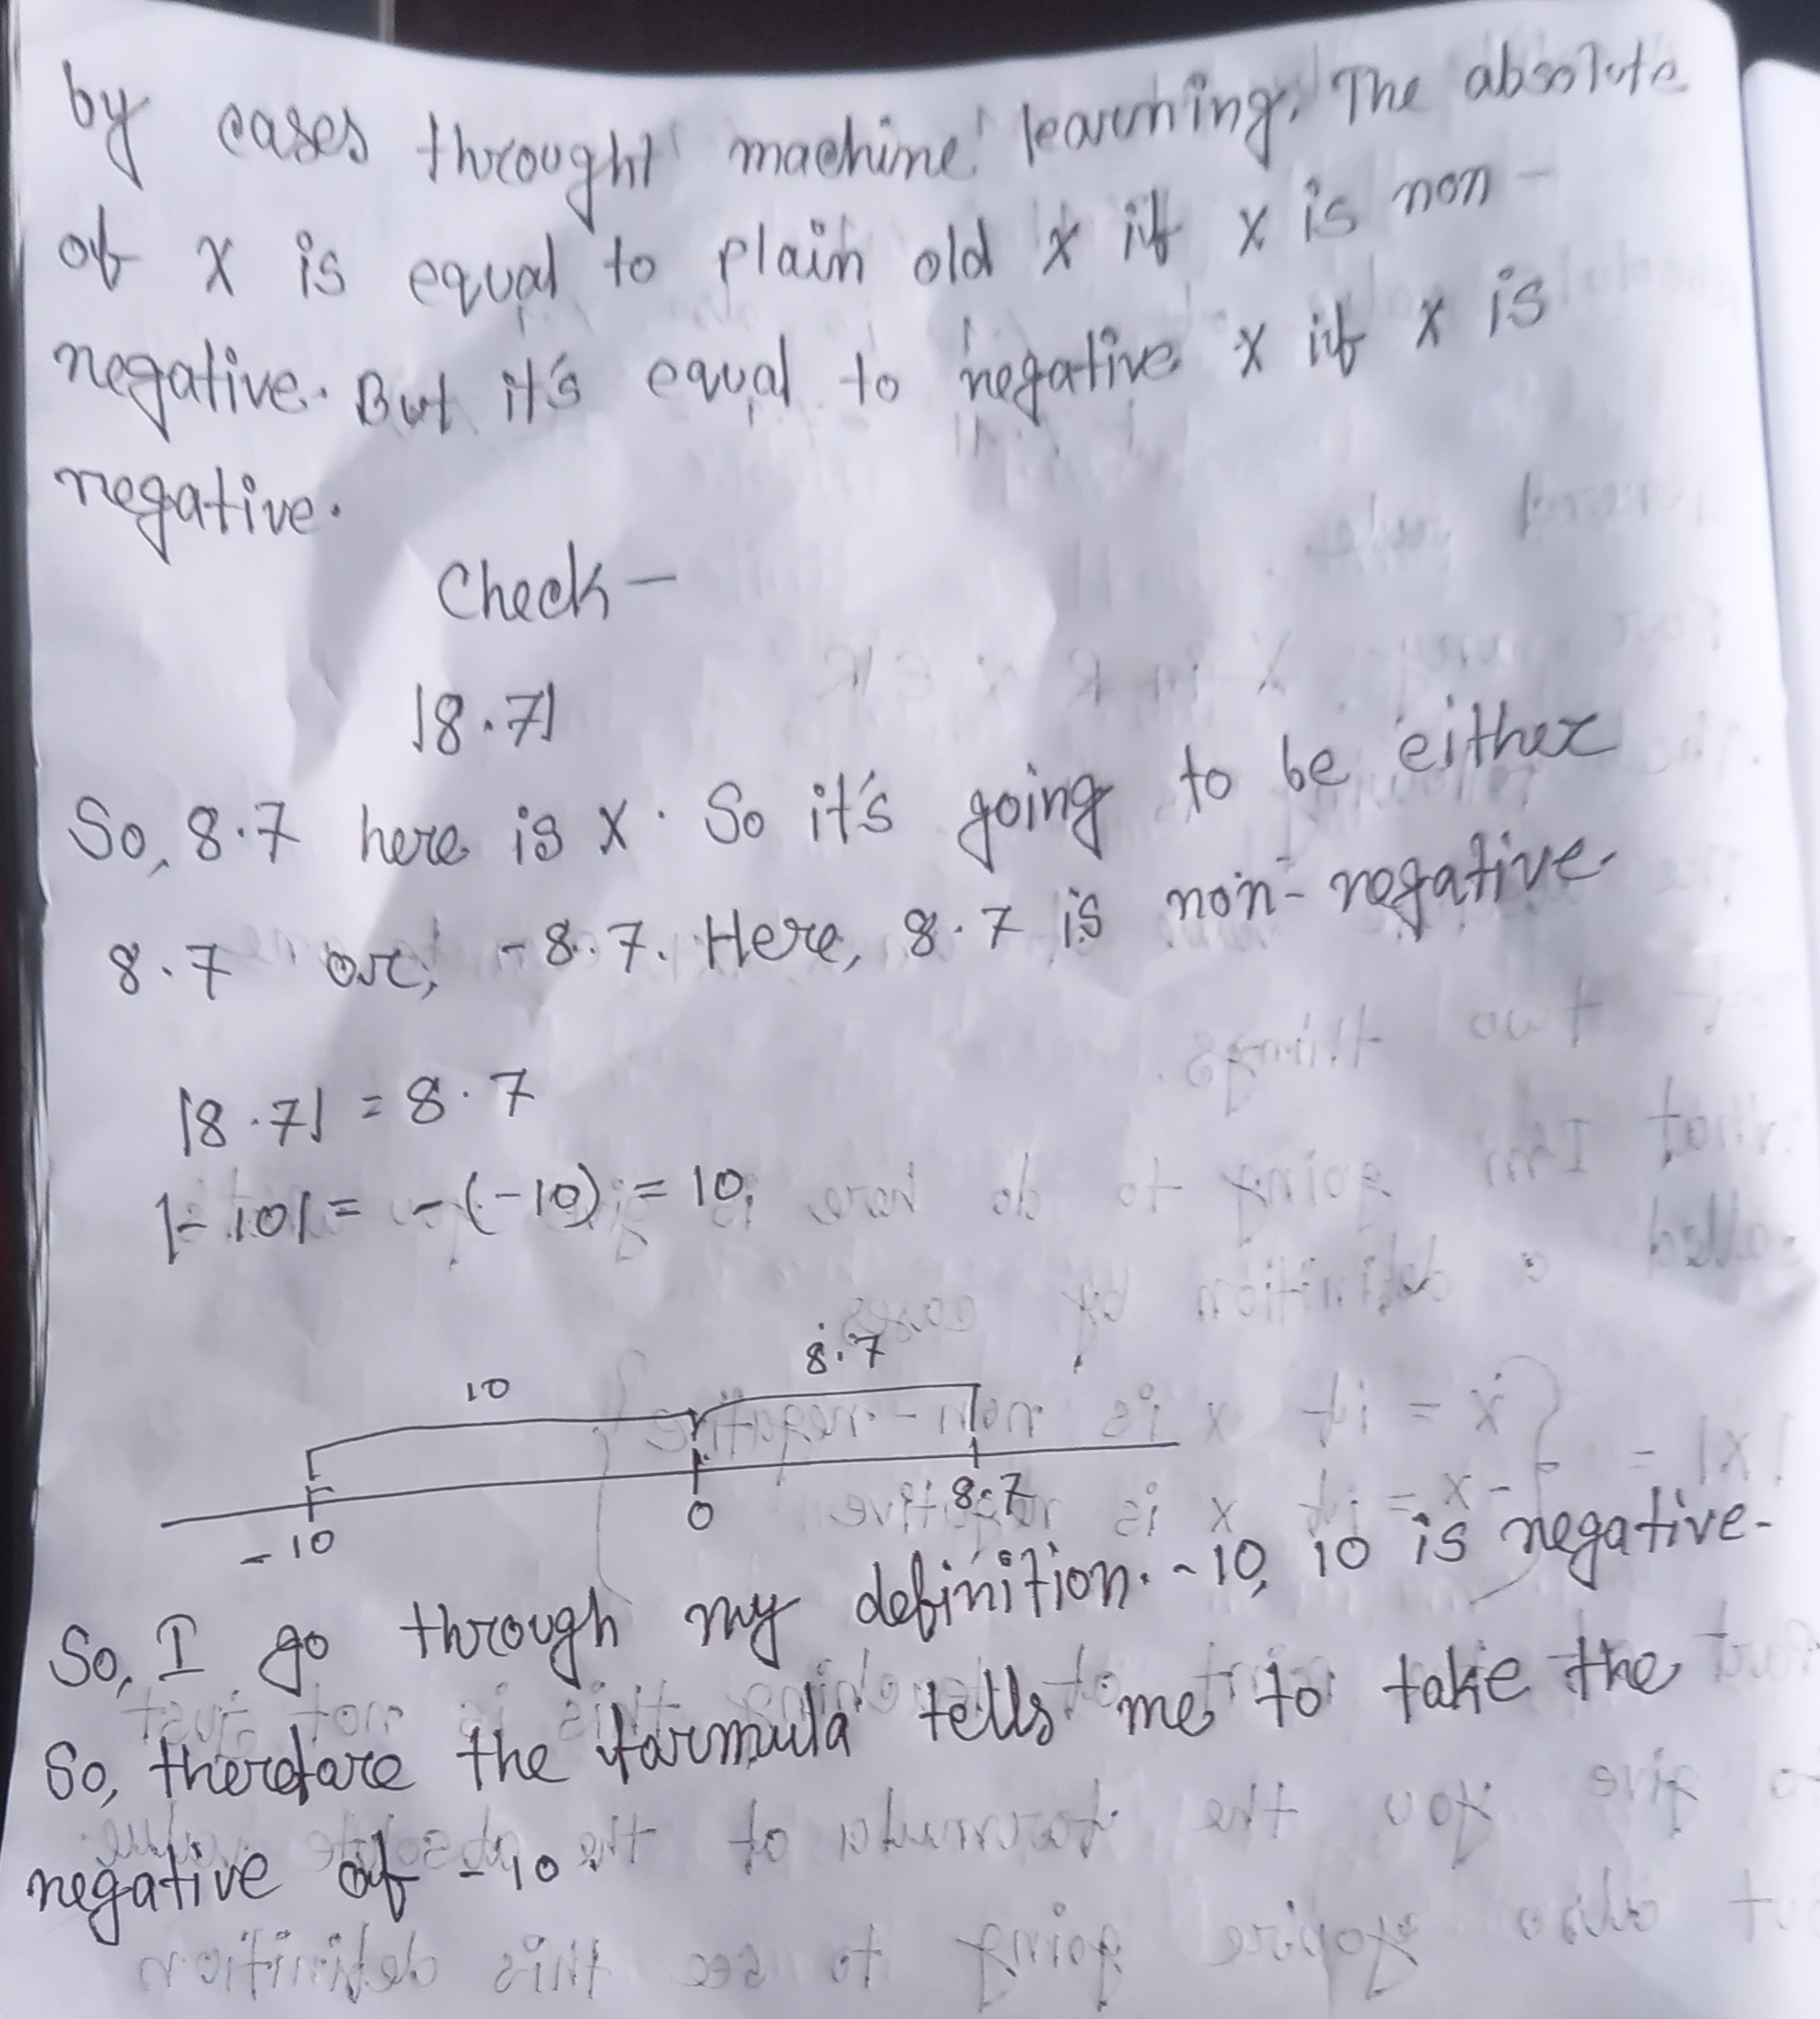 by cases throught machine learning. The absolute
of x is equal to plain old x if x is non-
negative. But it's equal to negative x if x is
negative.
Check -
|8.7|
So, 8.7 here is x. So it's going to be either
8.7 or, -8.7. Here, 8.7 is non-negative.
|8.7| = 8.7
|-10| = -(-10) = 10.
10 8.7
-10 0 8.7
So, I go through my definition. -10, 10 is negative.
So, therefore the farmula tells me to take the
negative of -10.